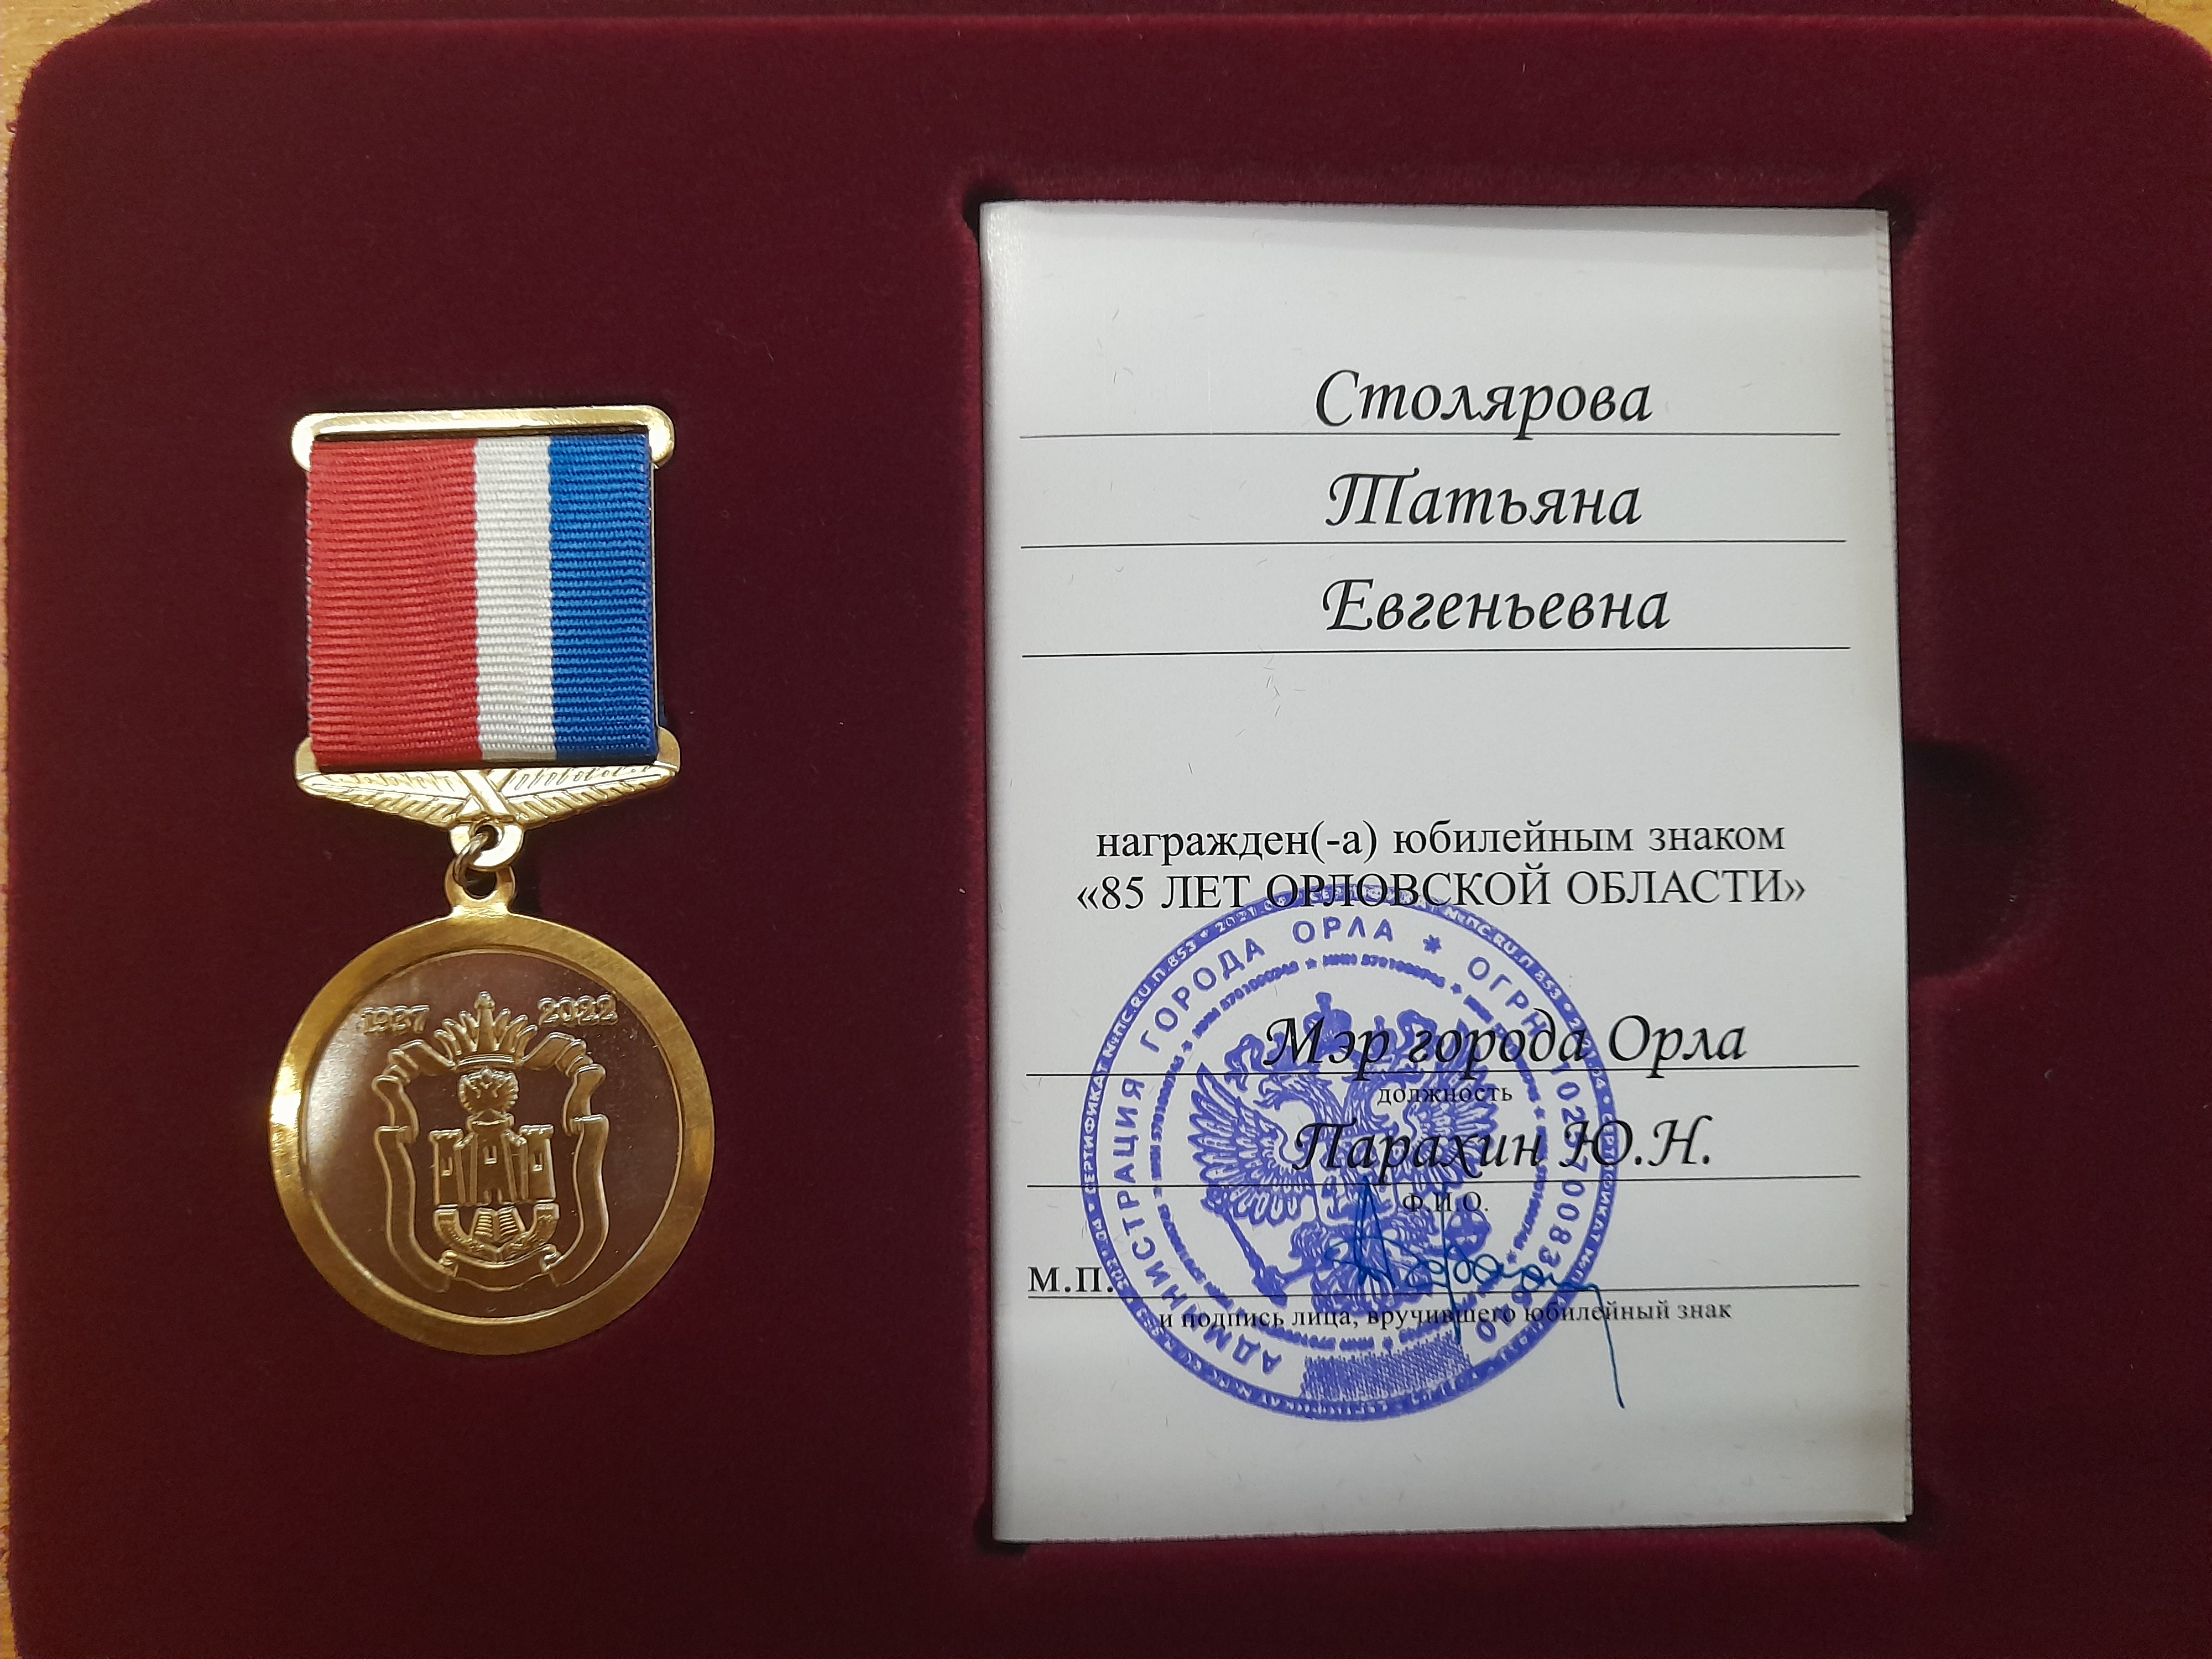 1937 2022
Столярова
Татьяна
Евгеньевна
награжден(-а) юбилейным знаком
«85 ЛЕТ ОРЛОВСКОЙ ОБЛАСТИ»
Мэр города Орла
должность
Парахин Ю.Н.
Ф.И.О.
М.П.
и подпись лица, вручившего юбилейный знак
АДМИНИСТРАЦИЯ ГОРОДА ОРЛА * ОГРН